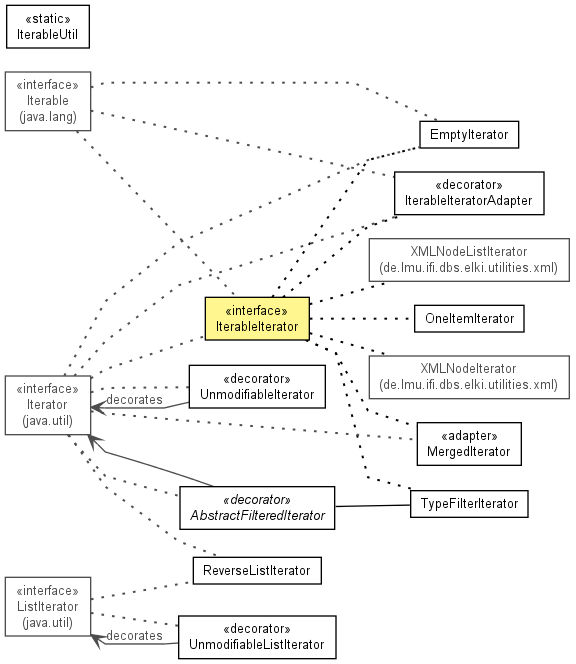 «static»
IterableUtil
«interface»
Iterable
(java.lang)
EmptyIterator
«decorator»
IterableIteratorAdapter
XMLNodeListIterator
(de.lmu.ifi.dbs.elki.utilities.xml)
«interface»
IterableIterator
OneItemIterator
XMLNodeIterator
(de.lmu.ifi.dbs.elki.utilities.xml)
«interface»
Iterator
(java.util)
decorates
«decorator»
UnmodifiableIterator
«adapter»
MergedIterator
«decorator»
AbstractFilteredIterator
TypeFilterIterator
ReverseListIterator
«interface»
ListIterator
(java.util)
decorates
«decorator»
UnmodifiableListIterator